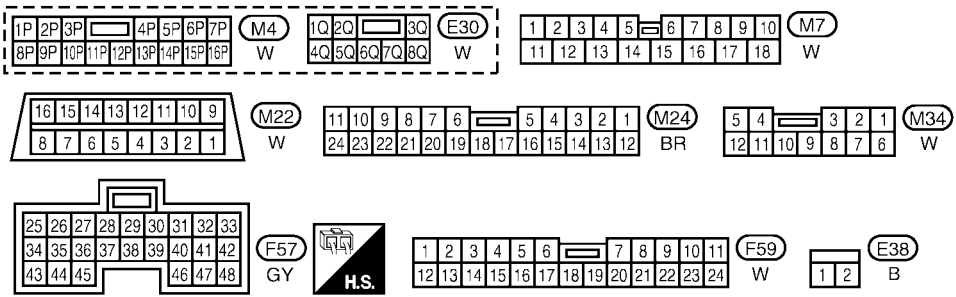 1P 2P 3P 4P 5P 6P 7P
8P 9P 10P 11P 12P 13P 14P 15P 16P
M4
W
1Q 2Q 3Q
4Q 5Q 6Q 7Q 8Q
E30
W
1 2 3 4 5 6 7 8 9 10
11 12 13 14 15 16 17 18
M7
W
16 15 14 13 12 11 10 9
8 7 6 5 4 3 2 1
M22
W
11 10 9 8 7 6 5 4 3 2 1
24 23 22 21 20 19 18 17 16 15 14 13 12
M24
BR
5 4 3 2 1
12 11 10 9 8 7 6
M34
W
25 26 27 28 29 30 31 32 33
34 35 36 37 38 39 40 41 42
43 44 45 46 47 48
F57
GY
H.S.
1 2 3 4 5 6 7 8 9 10 11
12 13 14 15 16 17 18 19 20 21 22 23 24
F59
W
1 2
E38
B